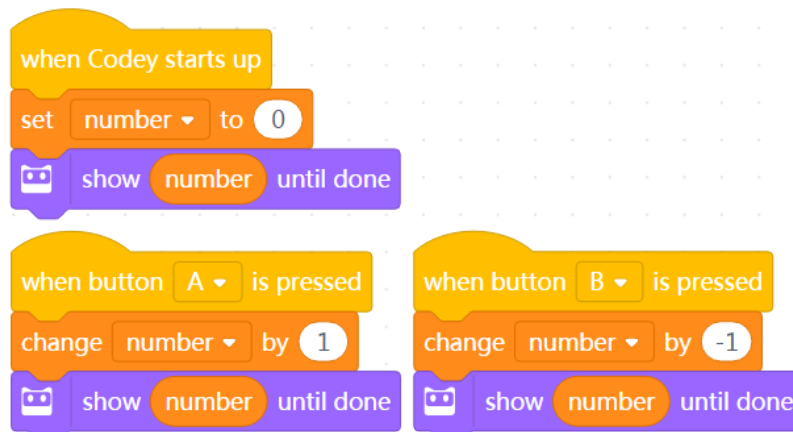 when Codey starts up
set number to 0
show number until done
when button A is pressed
change number by 1
show number until done
when button B is pressed
change number by -1
show number until done